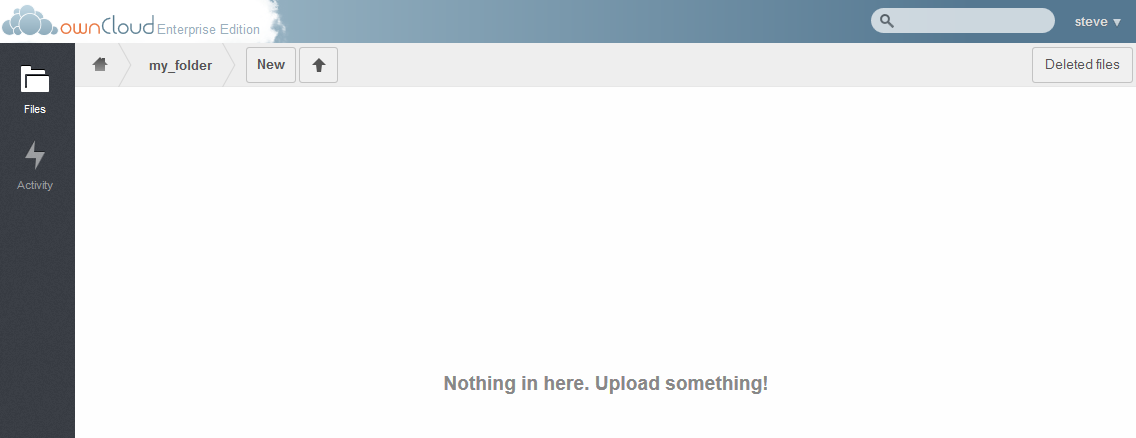 ownCloud Enterprise Edition
steve ▼
my_folder
New
Deleted files
Files
Activity
Nothing in here. Upload something!